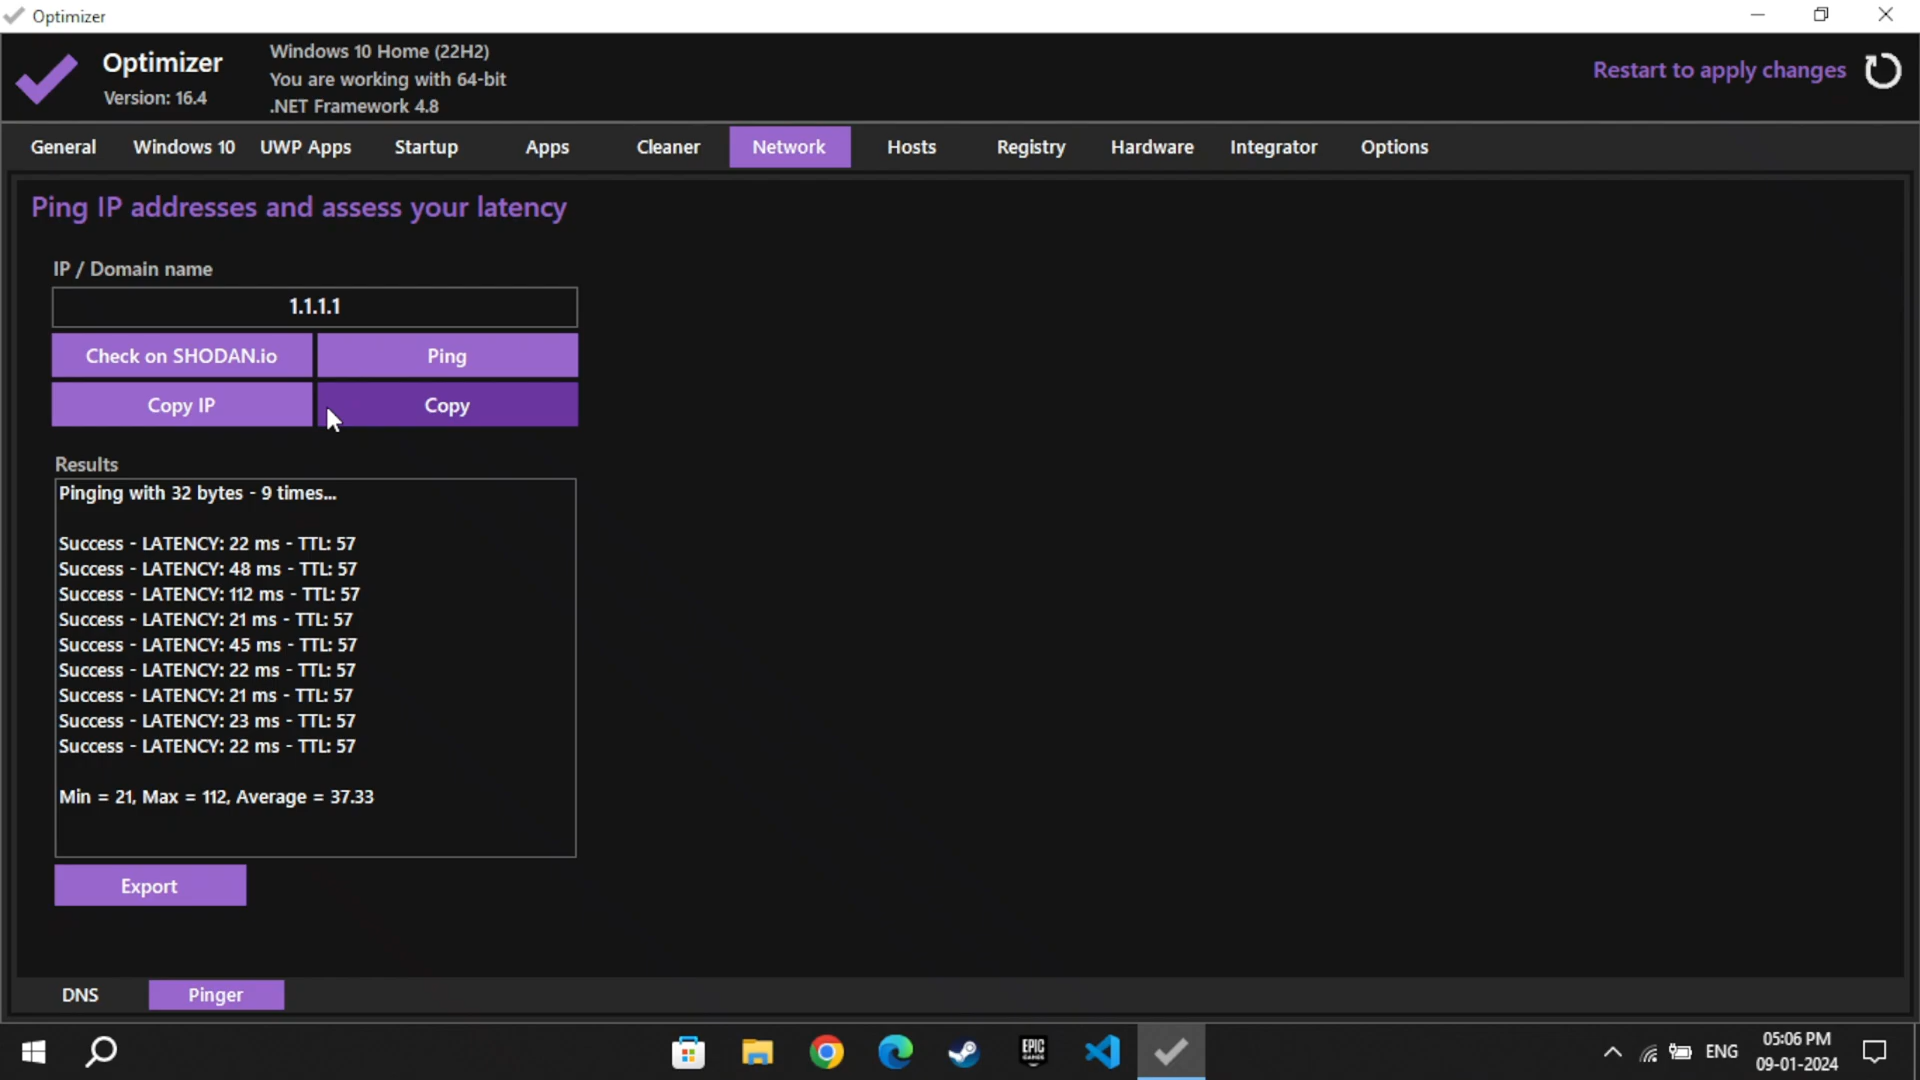 Optimizer
Optimizer
Version: 16.4
Windows 10 Home (22H2)
You are working with 64-bit
.NET Framework 4.8
Restart to apply changes
General Windows 10 UWP Apps Startup Apps Cleaner Network Hosts Registry Hardware Integrator Options
Ping IP addresses and assess your latency
IP / Domain name
1.1.1.1
Check on SHODAN.io Ping
Copy IP Copy
Results
Pinging with 32 bytes - 9 times...
Success - LATENCY: 22 ms - TTL: 57
Success - LATENCY: 48 ms - TTL: 57
Success - LATENCY: 112 ms - TTL: 57
Success - LATENCY: 21 ms - TTL: 57
Success - LATENCY: 45 ms - TTL: 57
Success - LATENCY: 22 ms - TTL: 57
Success - LATENCY: 21 ms - TTL: 57
Success - LATENCY: 23 ms - TTL: 57
Success - LATENCY: 22 ms - TTL: 57
Min = 21, Max = 112, Average = 37.33
Export
DNS Pinger
EPIC
GAMES
ENG
05:06 PM
09-01-2024